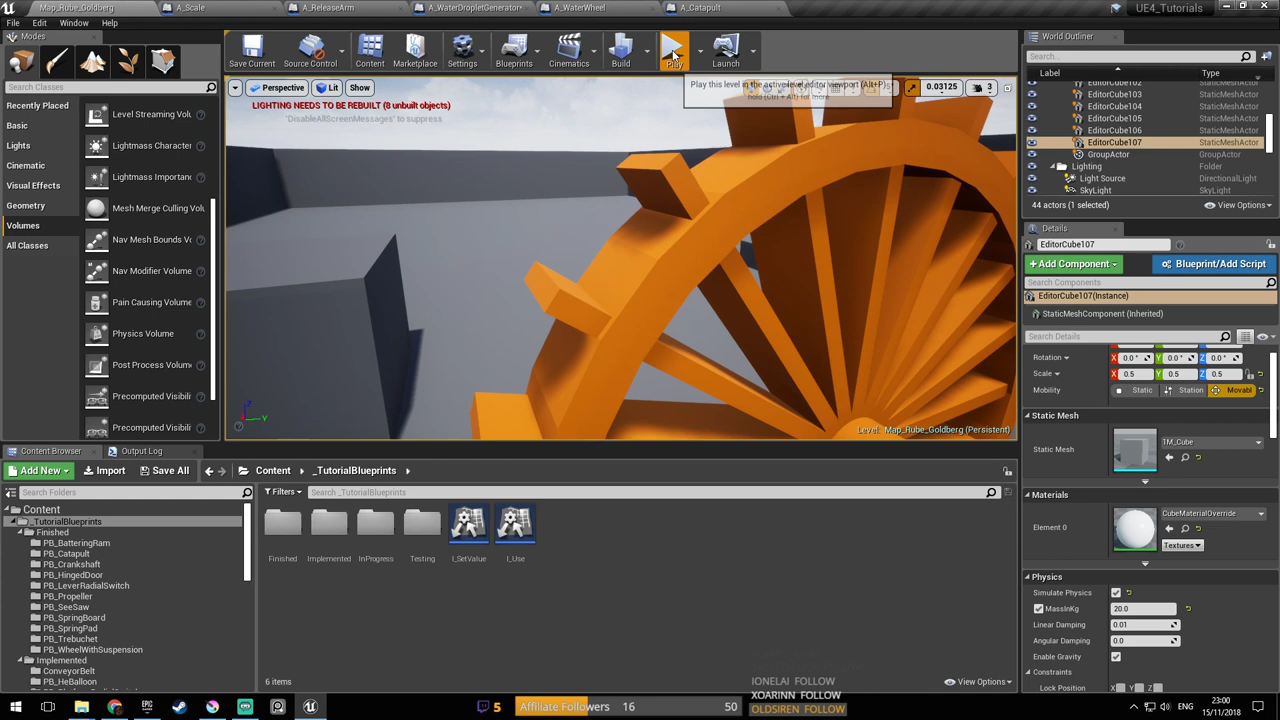 Map_Rube_Goldberg
A_Scale
A_ReleaseArm
A_WaterDropletGenerator*
A_WaterWheel
A_Catapult
UE4_Tutorials
File
Edit
Window
Help
Modes
Search Classes
Recently Placed
Basic
Lights
Cinematic
Visual Effects
Geometry
Volumes
All Classes
Level Streaming Volu
Lightmass Character
Lightmass Importanc
Mesh Merge Culling Volu
Nav Mesh Bounds Vo
Nav Modifier Volume
Pain Causing Volume
Physics Volume
Post Process Volum
Precomputed Visibili
Precomputed Visibili
Save Current
Source Control
Content
Marketplace
Settings
Blueprints
Cinematics
Build
Play
Launch
Perspective
Lit
Show
0.03125
3
Play this level in the active level editor viewport (Alt+P)
hold (Ctrl + Alt) for more
LIGHTING NEEDS TO BE REBUILT (8 unbuilt objects)
'DisableAllScreenMessages' to suppress
Level: Map_Rube_Goldberg (Persistent)
World Outliner
Search...
Label
Type
EditorCube102
StaticMeshActor
EditorCube103
StaticMeshActor
EditorCube104
StaticMeshActor
EditorCube105
StaticMeshActor
EditorCube106
StaticMeshActor
EditorCube107
StaticMeshActor
GroupActor
GroupActor
Lighting
Folder
Light Source
DirectionalLight
SkyLight
SkyLight
44 actors (1 selected)
View Options
Details
EditorCube107
+Add Component
Blueprint/Add Script
Search Components
EditorCube107(Instance)
StaticMeshComponent (Inherited)
Search Details
Rotation
X 0.0 °
Y 0.0 °
Z 0.0 °
Scale
X 0.5
Y 0.5
Z 0.5
Mobility
Static
Station
Movabl
Static Mesh
Static Mesh
1M_Cube
Materials
Element 0
CubeMaterialOverride
Textures
Physics
Simulate Physics
MassInKg
20.0
Linear Damping
0.01
Angular Damping
0.0
Enable Gravity
Constraints
Lock Position
X
Y
Z
Content Browser
Output Log
Add New
Import
Save All
Content
_TutorialBlueprints
Search Folders
Filters
Search _TutorialBlueprints
Content
_TutorialBlueprints
Finished
PB_BatteringRam
PB_Catapult
PB_Crankshaft
PB_HingedDoor
PB_LeverRadialSwitch
PB_Propeller
PB_SeeSaw
PB_SpringBoard
PB_SpringPad
PB_Trebuchet
PB_WheelWithSuspension
Implemented
ConveyorBelt
PB_HeBalloon
Finished
Implemented
InProgress
Testing
I_SetValue
I_Use
6 items
View Options
IONELAI FOLLOW
XOARINN FOLLOW
OLDSIREN FOLLOW
5
Affiliate Followers
16
50
23:00
15/11/2018